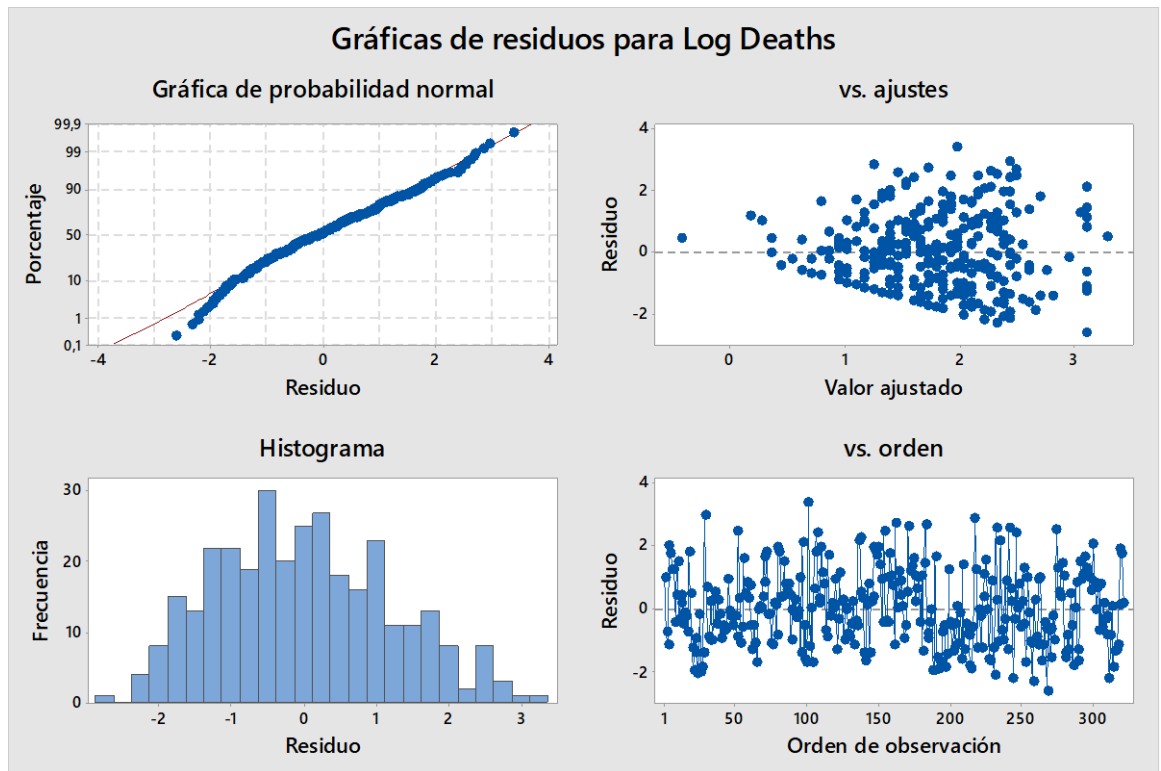 Gráficas de residuos para Log Deaths
Gráfica de probabilidad normal
99,9
99
90
50
10
1
0,1
Porcentaje
-4 -2 0 2 4
Residuo
vs. ajustes
4
2
0
-2
Residuo
0 1 2 3
Valor ajustado
Histograma
30
20
10
0
Frecuencia
-2 -1 0 1 2 3
Residuo
vs. orden
4
2
0
-2
Residuo
1 50 100 150 200 250 300
Orden de observación